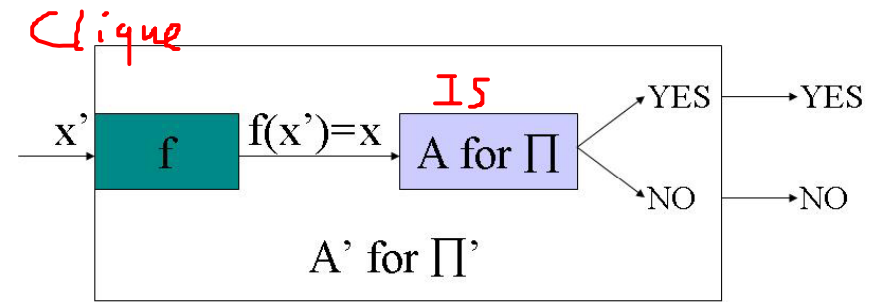 Clique
IS
x’
f
f(x’)=x
A for ∏
YES
YES
NO
NO
A’ for ∏’